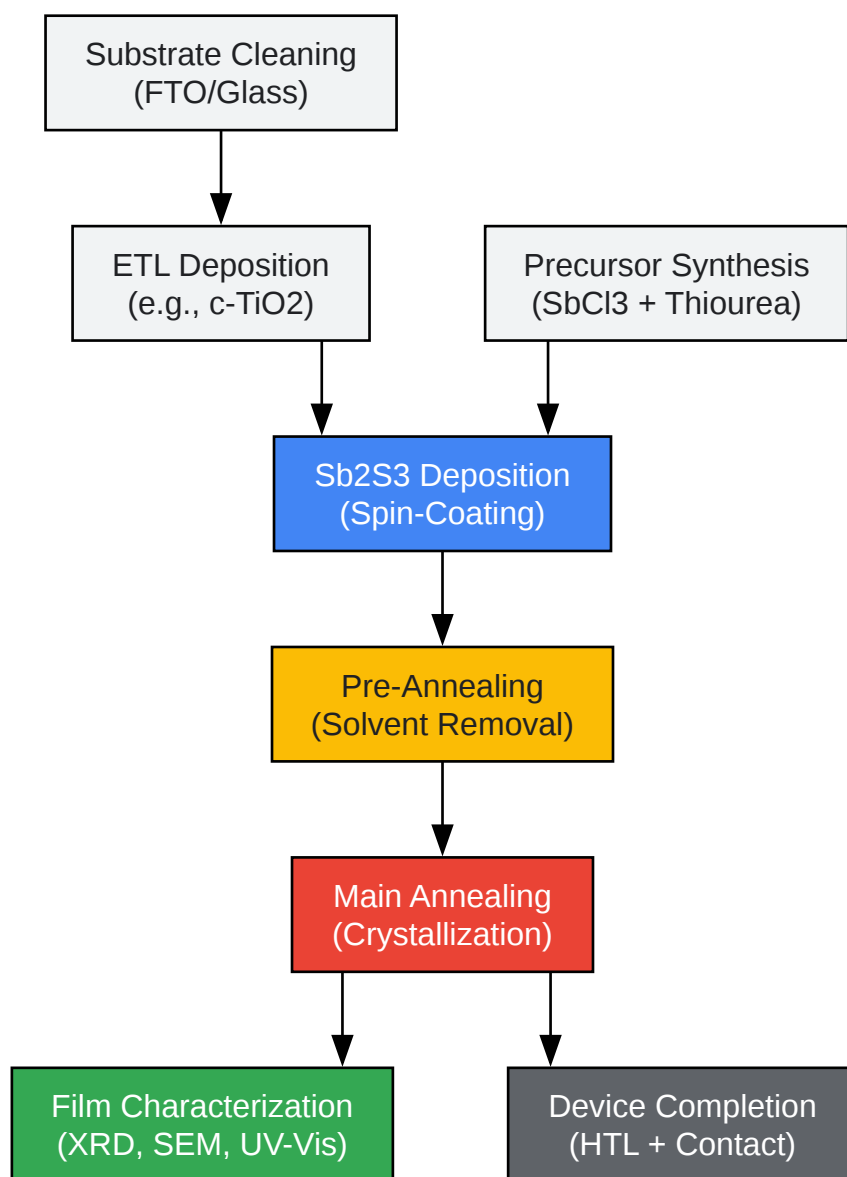 Substrate Cleaning
(FTO/Glass)
ETL Deposition
(e.g., c-TiO2)
Precursor Synthesis
(SbCl3 + Thiourea)
Sb2S3 Deposition
(Spin-Coating)
Pre-Annealing
(Solvent Removal)
Main Annealing
(Crystallization)
Film Characterization
(XRD, SEM, UV-Vis)
Device Completion
(HTL + Contact)